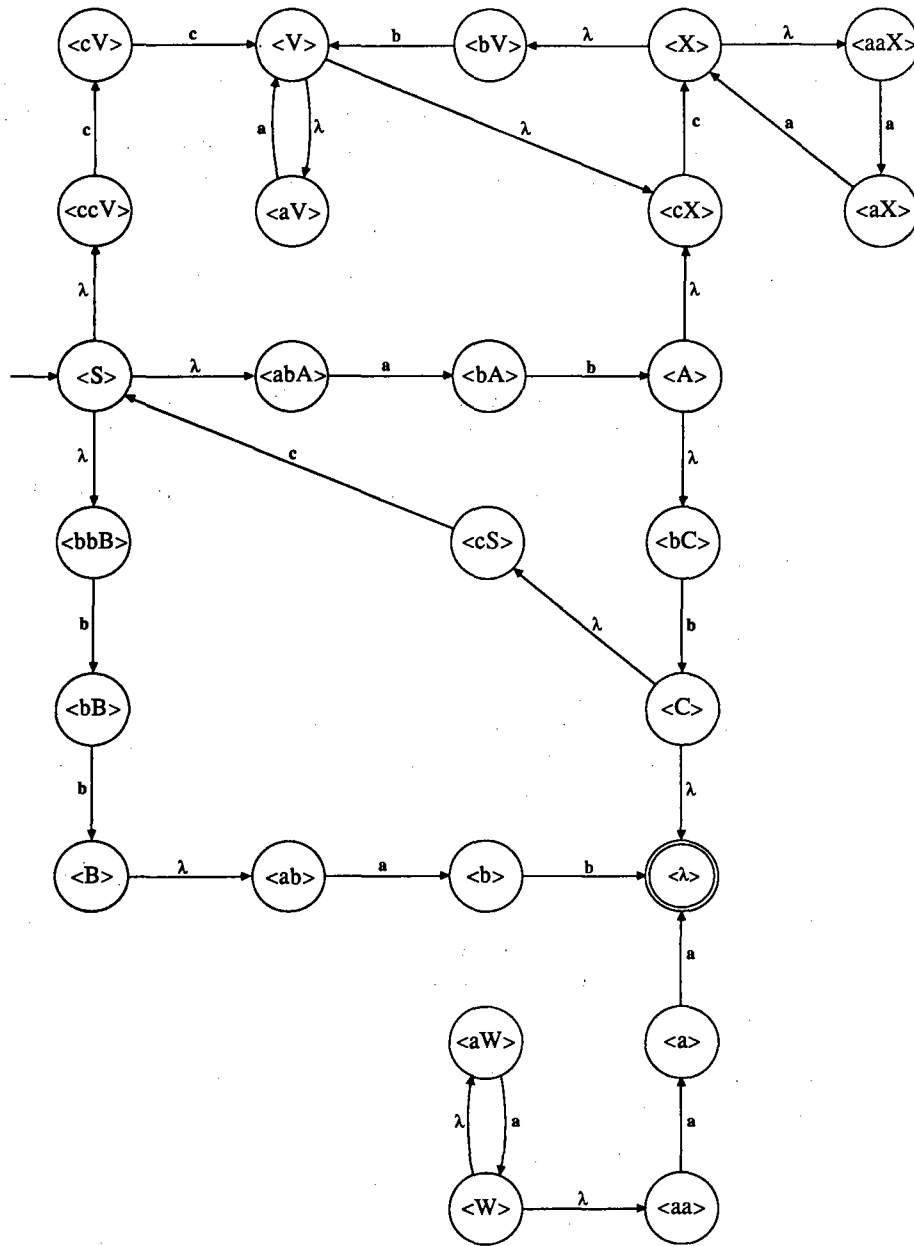 <cV> c <V> b <bV> λ <X> λ <aaX>
c a λ λ c a a
<ccV> <aV> <cX> <aX>
λ λ
<S> λ <abA> a <bA> b <A>
λ c λ
<bbB> <cS> <bC>
b λ b
<bB> <C>
b λ
<B> λ <ab> a <b> b <λ>
a
<aW> <a>
λ a a
<W> λ <aa>